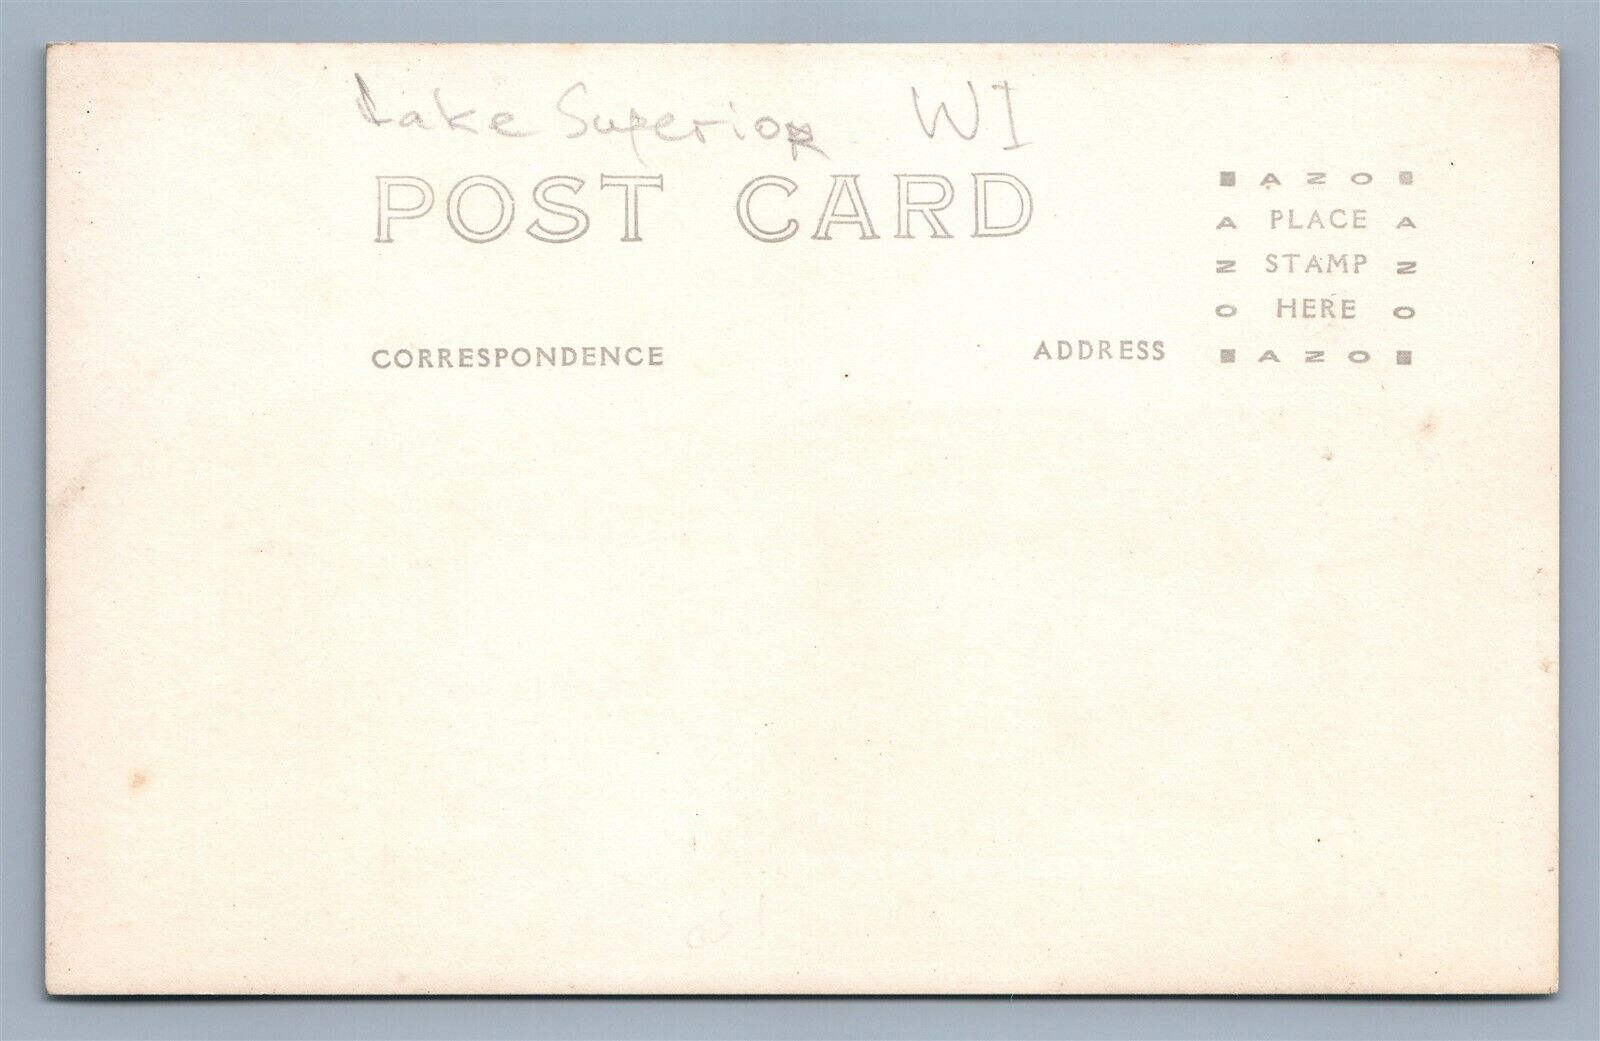 Lake Superior WI
POST CARD
CORRESPONDENCE
ADDRESS
AZO
A PLACE A
Z STAMP Z
O HERE O
AZO